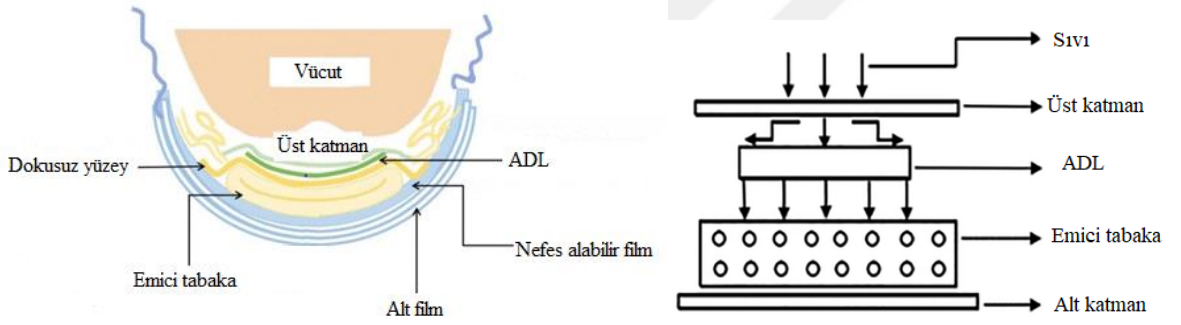 Vücut
Üst katman
Dokusuz yüzey
ADL
Nefes alabilir film
Emici tabaka
Alt film
Sıvı
Üst katman
ADL
Emici tabaka
Alt katman